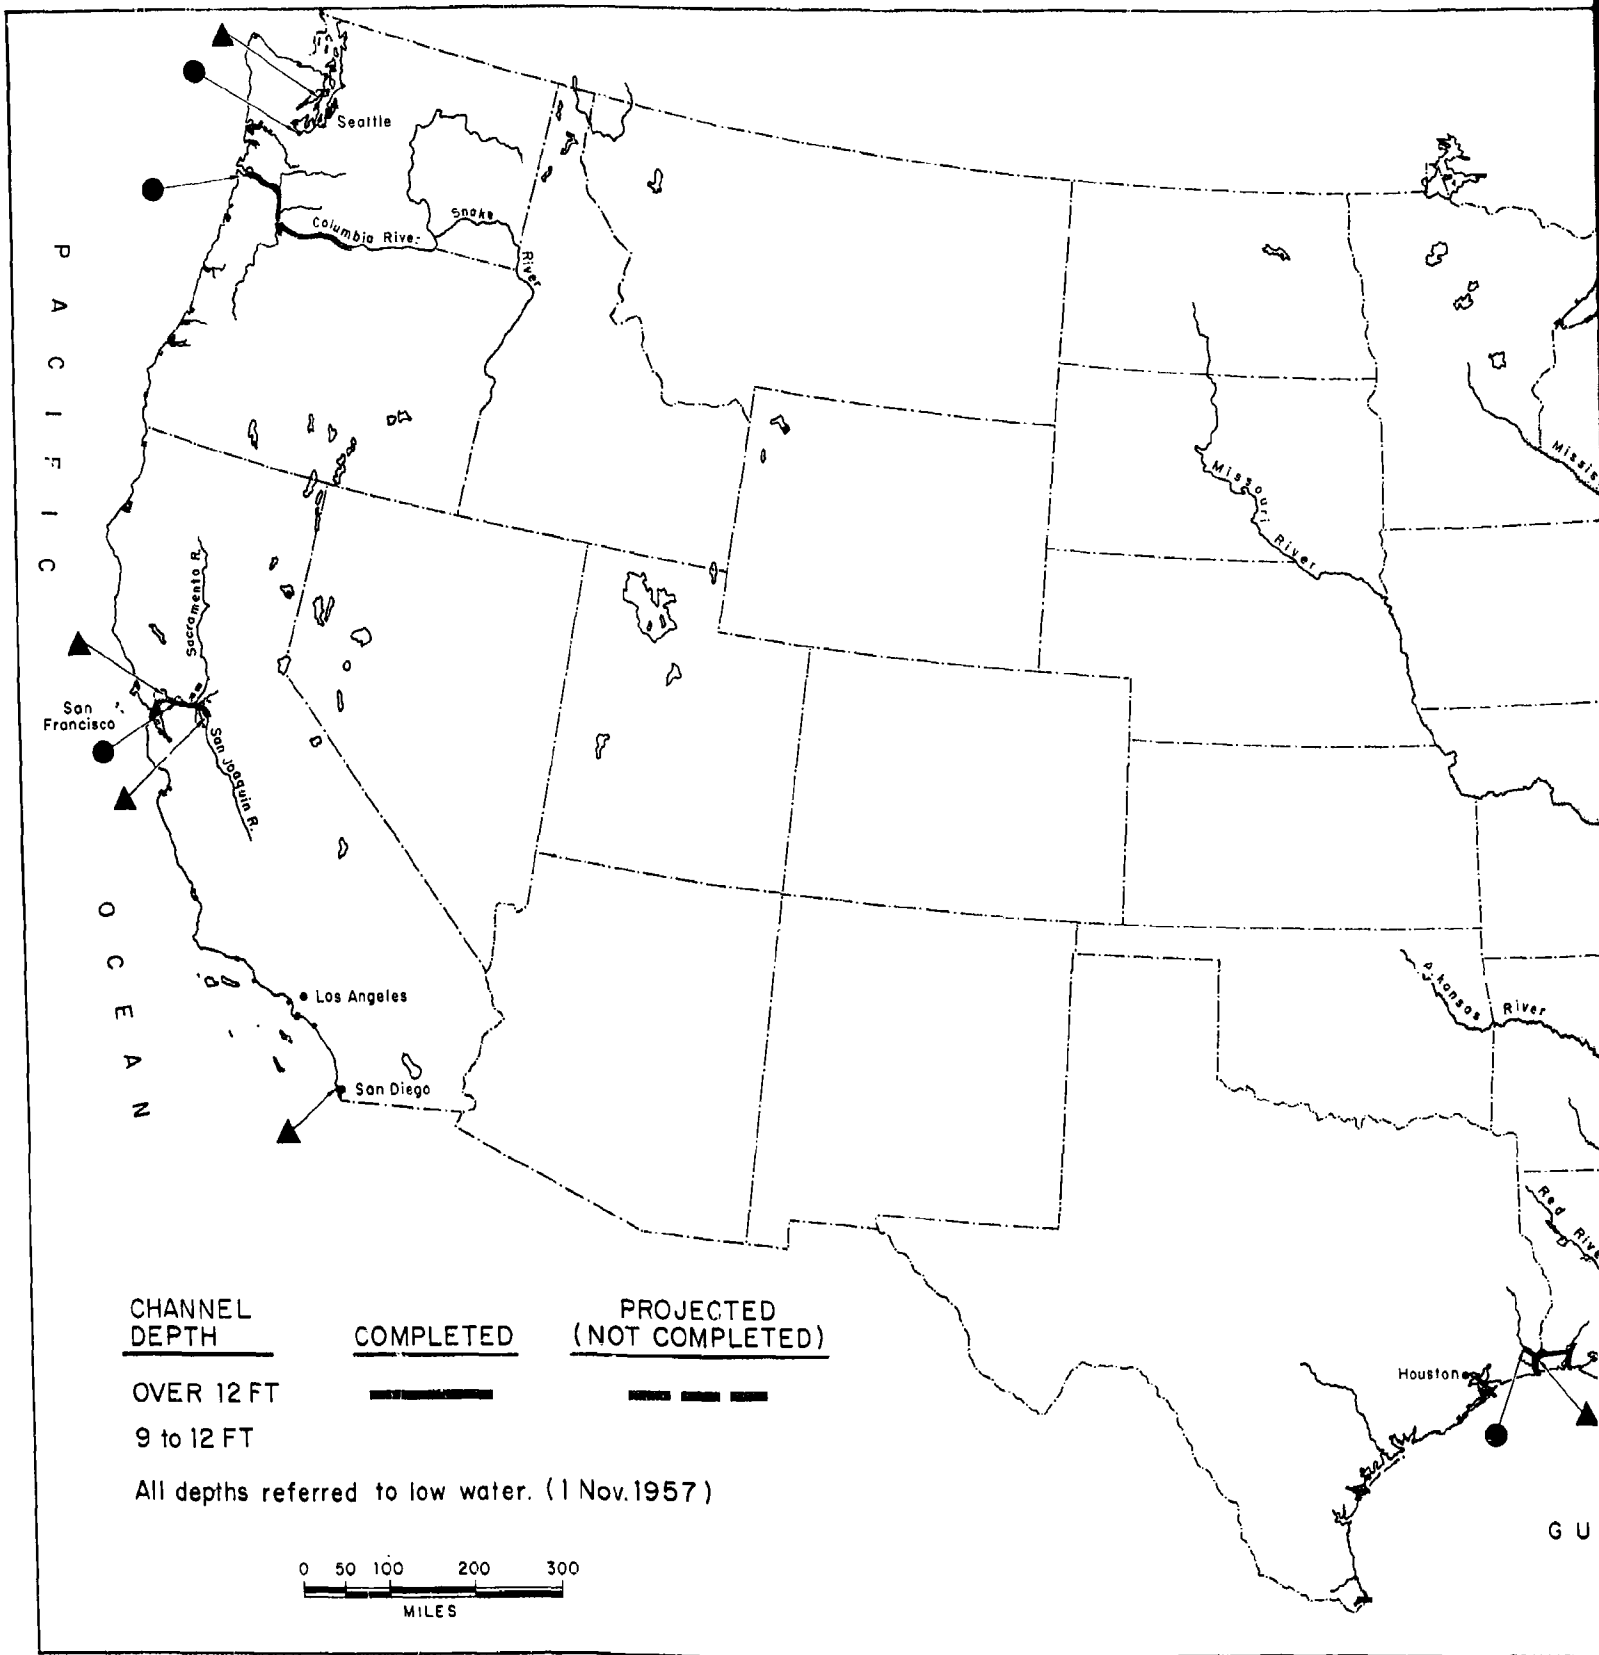 Seattle
Columbia River
Snake
River
PACIFIC
OCEAN
Sacramento R.
San
Francisco
San Joaquin R.
Los Angeles
San Diego
Missouri River
Missis
Arkansas River
Red Rive
Houston
GU
CHANNEL
DEPTH
COMPLETED
PROJECTED
(NOT COMPLETED)
OVER 12 FT
9 to 12 FT
All depths referred to low water. (1 Nov. 1957)
0 50 100 200 300
MILES